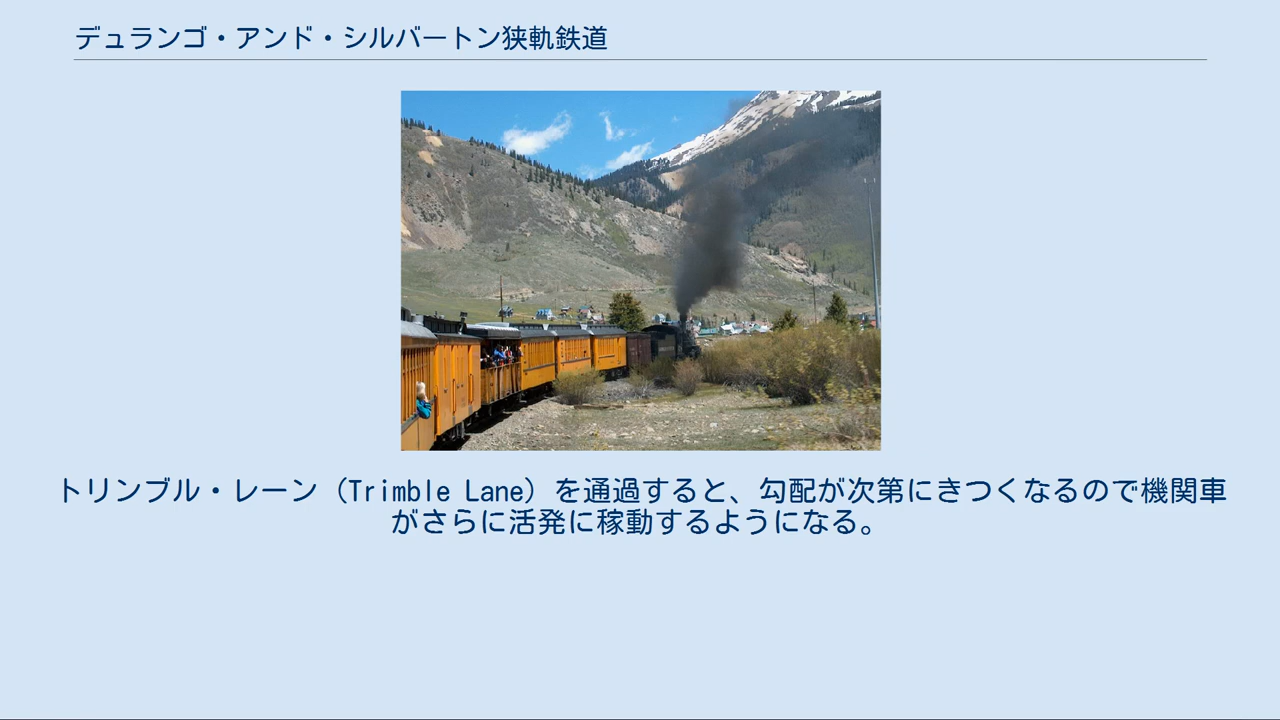 デュランゴ・アンド・シルバートン狭軌鉄道
トリンブル・レーン（Trimble Lane）を通過すると、勾配が次第にきつくなるので機関車
がさらに活発に稼動するようになる。